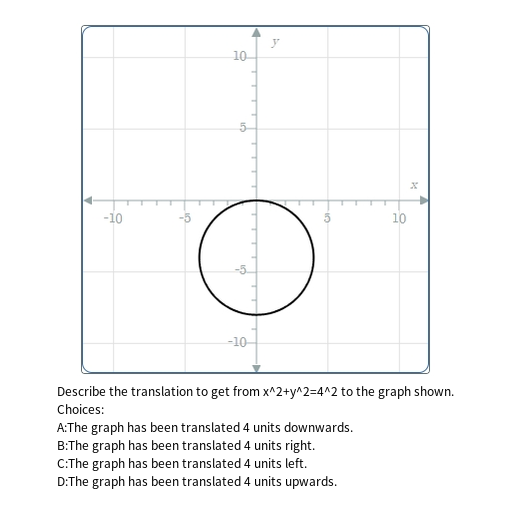 y
10
5
x
-10
-5
5
10
-5
-10
Describe the translation to get from x^2+y^2=4^2 to the graph shown.
Choices:
A:The graph has been translated 4 units downwards.
B:The graph has been translated 4 units right.
C:The graph has been translated 4 units left.
D:The graph has been translated 4 units upwards.